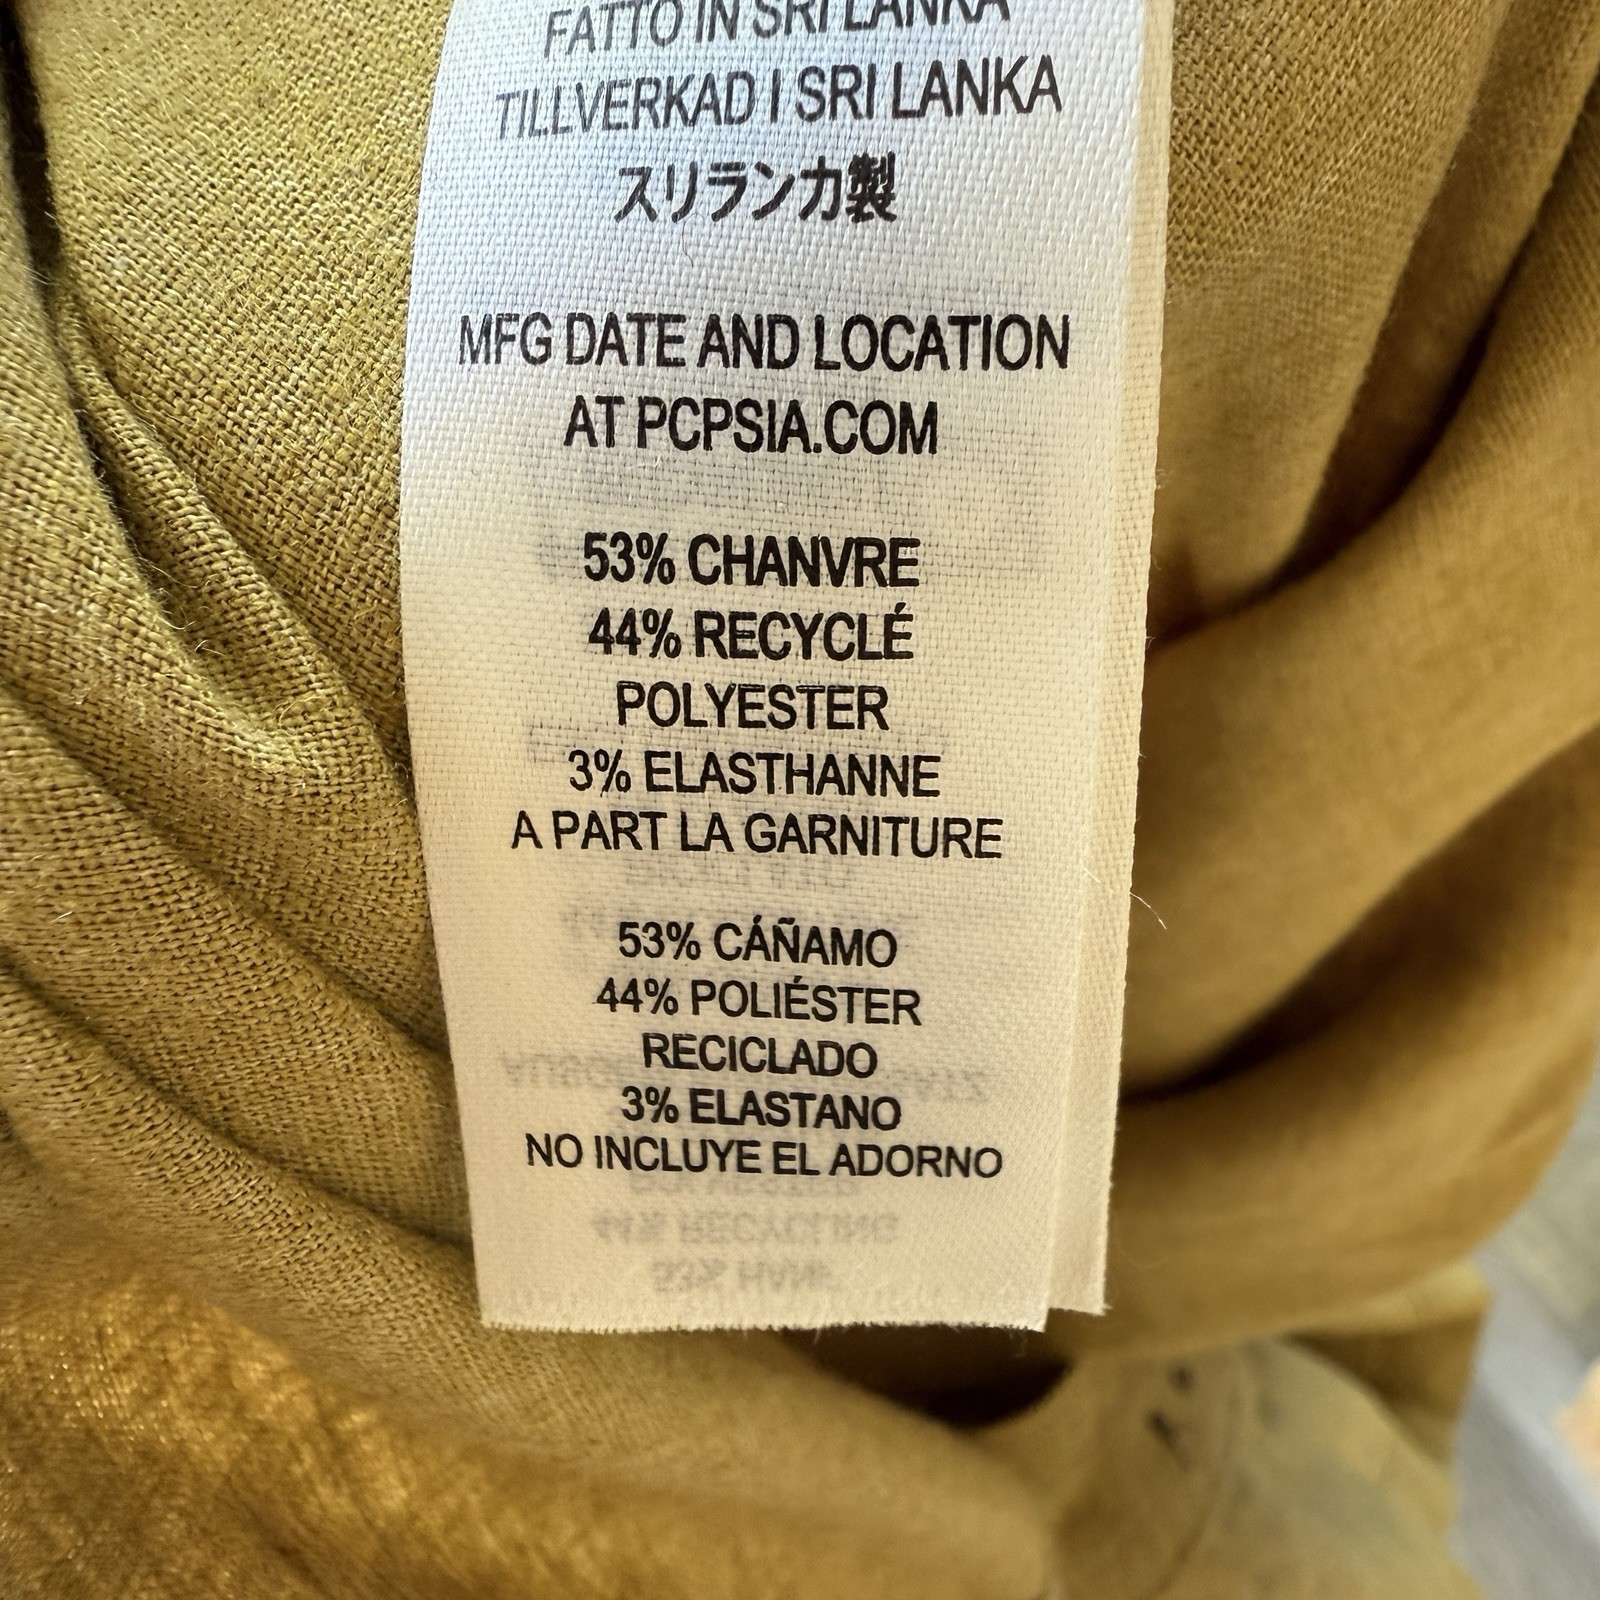 FATTO IN SRI LANKA
TILLVERKAD I SRI LANKA
スリランカ製
MFG DATE AND LOCATION
AT PCPSIA.COM
53% CHANVRE
44% RECYCLÉ
POLYESTER
3% ELASTHANNE
A PART LA GARNITURE
53% CÁÑAMO
44% POLIÉSTER
RECICLADO
3% ELASTANO
NO INCLUYE EL ADORNO